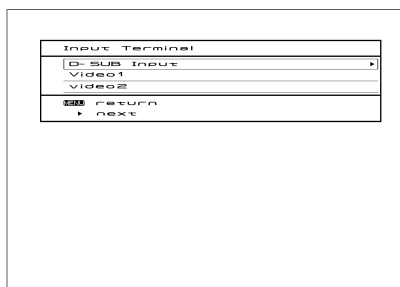 Input Terminal
D-SUB Input
Video1
video2
MENU return
next